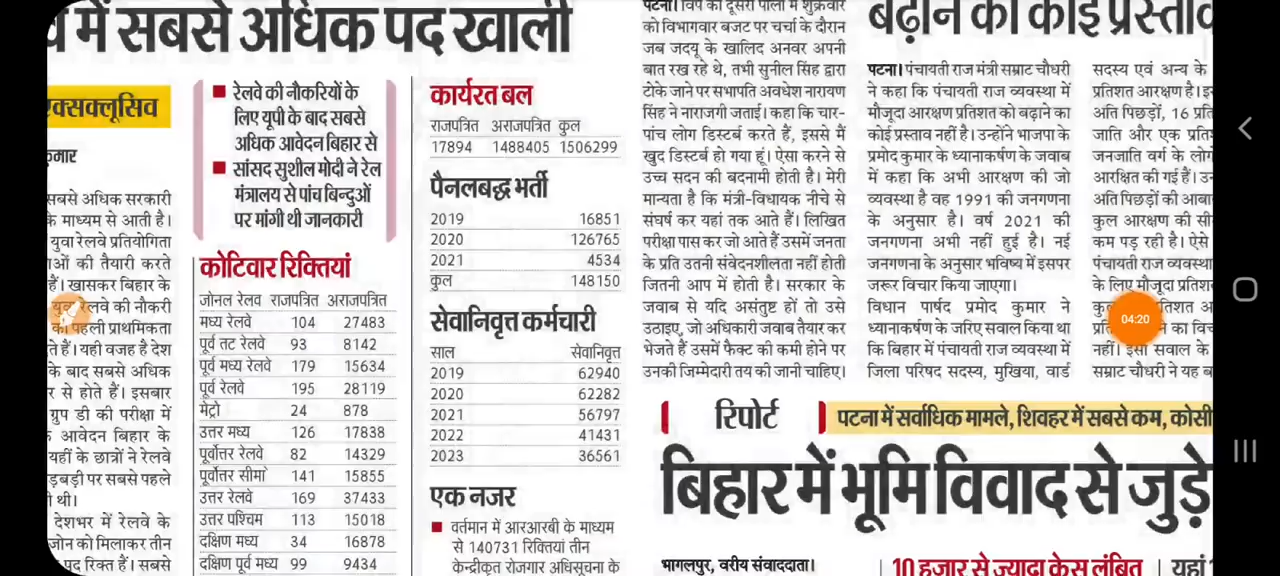 में सबसे अधिक पद खाली
एक्सक्लूसिव
सबसे अधिक सरकारी
के माध्यम से आती है।
युवा रेलवे प्रतियोगिता
की तैयारी करते
हैं। खासकर बिहार के
रेलवे की नौकरी
पहली प्राथमिकता
हैं। यही वजह है देश
के बाद सबसे अधिक
से होते हैं। इसबार
ग्रुप डी की परीक्षा में
आवेदन बिहार के
यहीं के छात्रों ने रेलवे
पर सबसे पहले
थी।
देशभर में रेलवे के
जोन को मिलाकर तीन
पद रिक्त हैं। सबसे
■ रेलवे की नौकरियों के
लिए यूपी के बाद सबसे
अधिक आवेदन बिहार से
■ सांसद सुशील मोदी ने रेल
मंत्रालय से पांच बिन्दुओं
पर मांगी थी जानकारी
कोटिवार रिक्तियां
जोनल रेलव राजपत्रित अराजपत्रित
मध्य रेलवे 104 27483
पूर्व तट रेलवे 93 8142
पूर्व मध्य रेलवे 179 15634
पूर्व रेलवे 195 28119
मेट्रो 24 878
उत्तर मध्य 126 17838
पूर्वोत्तर रेलवे 82 14329
पूर्वोत्तर सीमा 141 15855
उत्तर रेलवे 169 37433
उत्तर पश्चिम 113 15018
दक्षिण मध्य 34 16878
दक्षिण पूर्व मध्य 99 9434
कार्यरत बल
राजपत्रित अराजपत्रित कुल
17894 1488405 1506299
पैनलबद्ध भर्ती
2019 16851
2020 126765
2021 4534
कुल 148150
सेवानिवृत्त कर्मचारी
साल सेवानिवृत्त
2019 62940
2020 62282
2021 56797
2022 41431
2023 36561
एक नजर
■ वर्तमान में आरआरबी के माध्यम
से 140731 रिक्तियां तीन
केन्द्रीकृत रोजगार अधिसूचना के
पटना। विप की दूसरी पाली में शुक्रवार
को विभागवार बजट पर चर्चा के दौरान
जब जदयू के खालिद अनवर अपनी
बात रख रहे थे, तभी सुनील सिंह द्वारा
टोके जाने पर सभापति अवधेश नारायण
सिंह ने नाराजगी जताई। कहा कि चार-
पांच लोग डिस्टर्ब करते हैं, इससे मैं
खुद डिस्टर्ब हो गया हूं। ऐसा करने से
उच्च सदन की बदनामी होती है। मेरी
मान्यता है कि मंत्री-विधायक नीचे से
संघर्ष कर यहां तक आते हैं। लिखित
परीक्षा पास कर जो आते हैं उसमें जनता
के प्रति उतनी संवेदनशीलता नहीं होती
जितनी आप में होती है। सरकार के
जवाब से यदि असंतुष्ट हों तो उसे
उठाइए, जो अधिकारी जवाब तैयार कर
भेजते हैं उसमें फैक्ट की कमी होने पर
उनकी जिम्मेदारी तय की जानी चाहिए।
बढ़ाने का कोई प्रस्ताव
पटना। पंचायती राज मंत्री सम्राट चौधरी
ने कहा कि पंचायती राज व्यवस्था में
मौजूदा आरक्षण प्रतिशत को बढ़ाने का
कोई प्रस्ताव नहीं है। उन्होंने भाजपा के
प्रमोद कुमार के ध्यानाकर्षण के जवाब
में कहा कि अभी आरक्षण की जो
व्यवस्था है वह 1991 की जनगणना
के अनुसार है। वर्ष 2021 की
जनगणना अभी नहीं हुई है। नई
जनगणना के अनुसार भविष्य में इसपर
जरूर विचार किया जाएगा।
विधान पार्षद प्रमोद कुमार ने
ध्यानाकर्षण के जरिए सवाल किया था
कि बिहार में पंचायती राज व्यवस्था में
जिला परिषद सदस्य, मुखिया, वार्ड
सदस्य एवं अन्य के
प्रतिशत आरक्षण है।
अति पिछड़ों, 16
जाति और एक
जनजाति वर्ग के
आरक्षित की गई हैं।
अति पिछड़ों की
कुल आरक्षण की
कम पड़ रही है। ऐसे
पंचायती राज व्यवस्था
के लिए मौजूदा
का
नहीं। इसी सवाल के
सम्राट चौधरी ने यह
04:20
रिपोर्ट
पटना में सर्वाधिक मामले, शिवहर में सबसे कम, कोसी
बिहार में भूमि विवाद से जुड़े
भागलपुर, वरीय संवाददाता।
10 हजार से ज्यादा केस लंबित
यहां